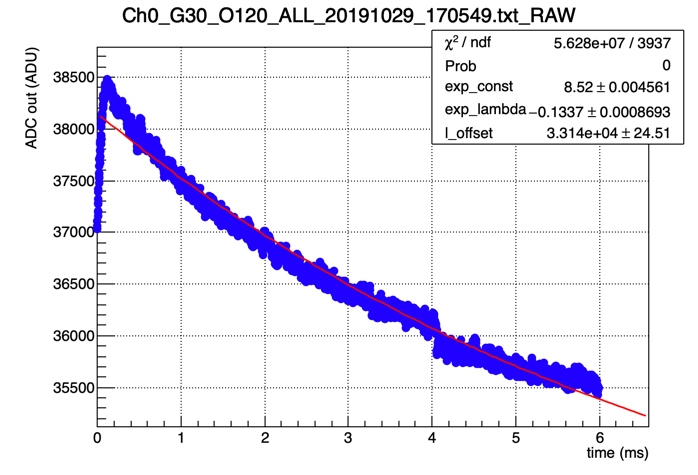 Ch0_G30_O120_ALL_20191029_170549.txt_RAW
χ² / ndf 5.628e+07 / 3937
Prob 0
exp_const 8.52 ± 0.004561
exp_lambda −0.1337 ± 0.0008693
l_offset 3.314e+04 ± 24.51
ADC out (ADU)
38500
38000
37500
37000
36500
36000
35500
0 1 2 3 4 5 6
time (ms)